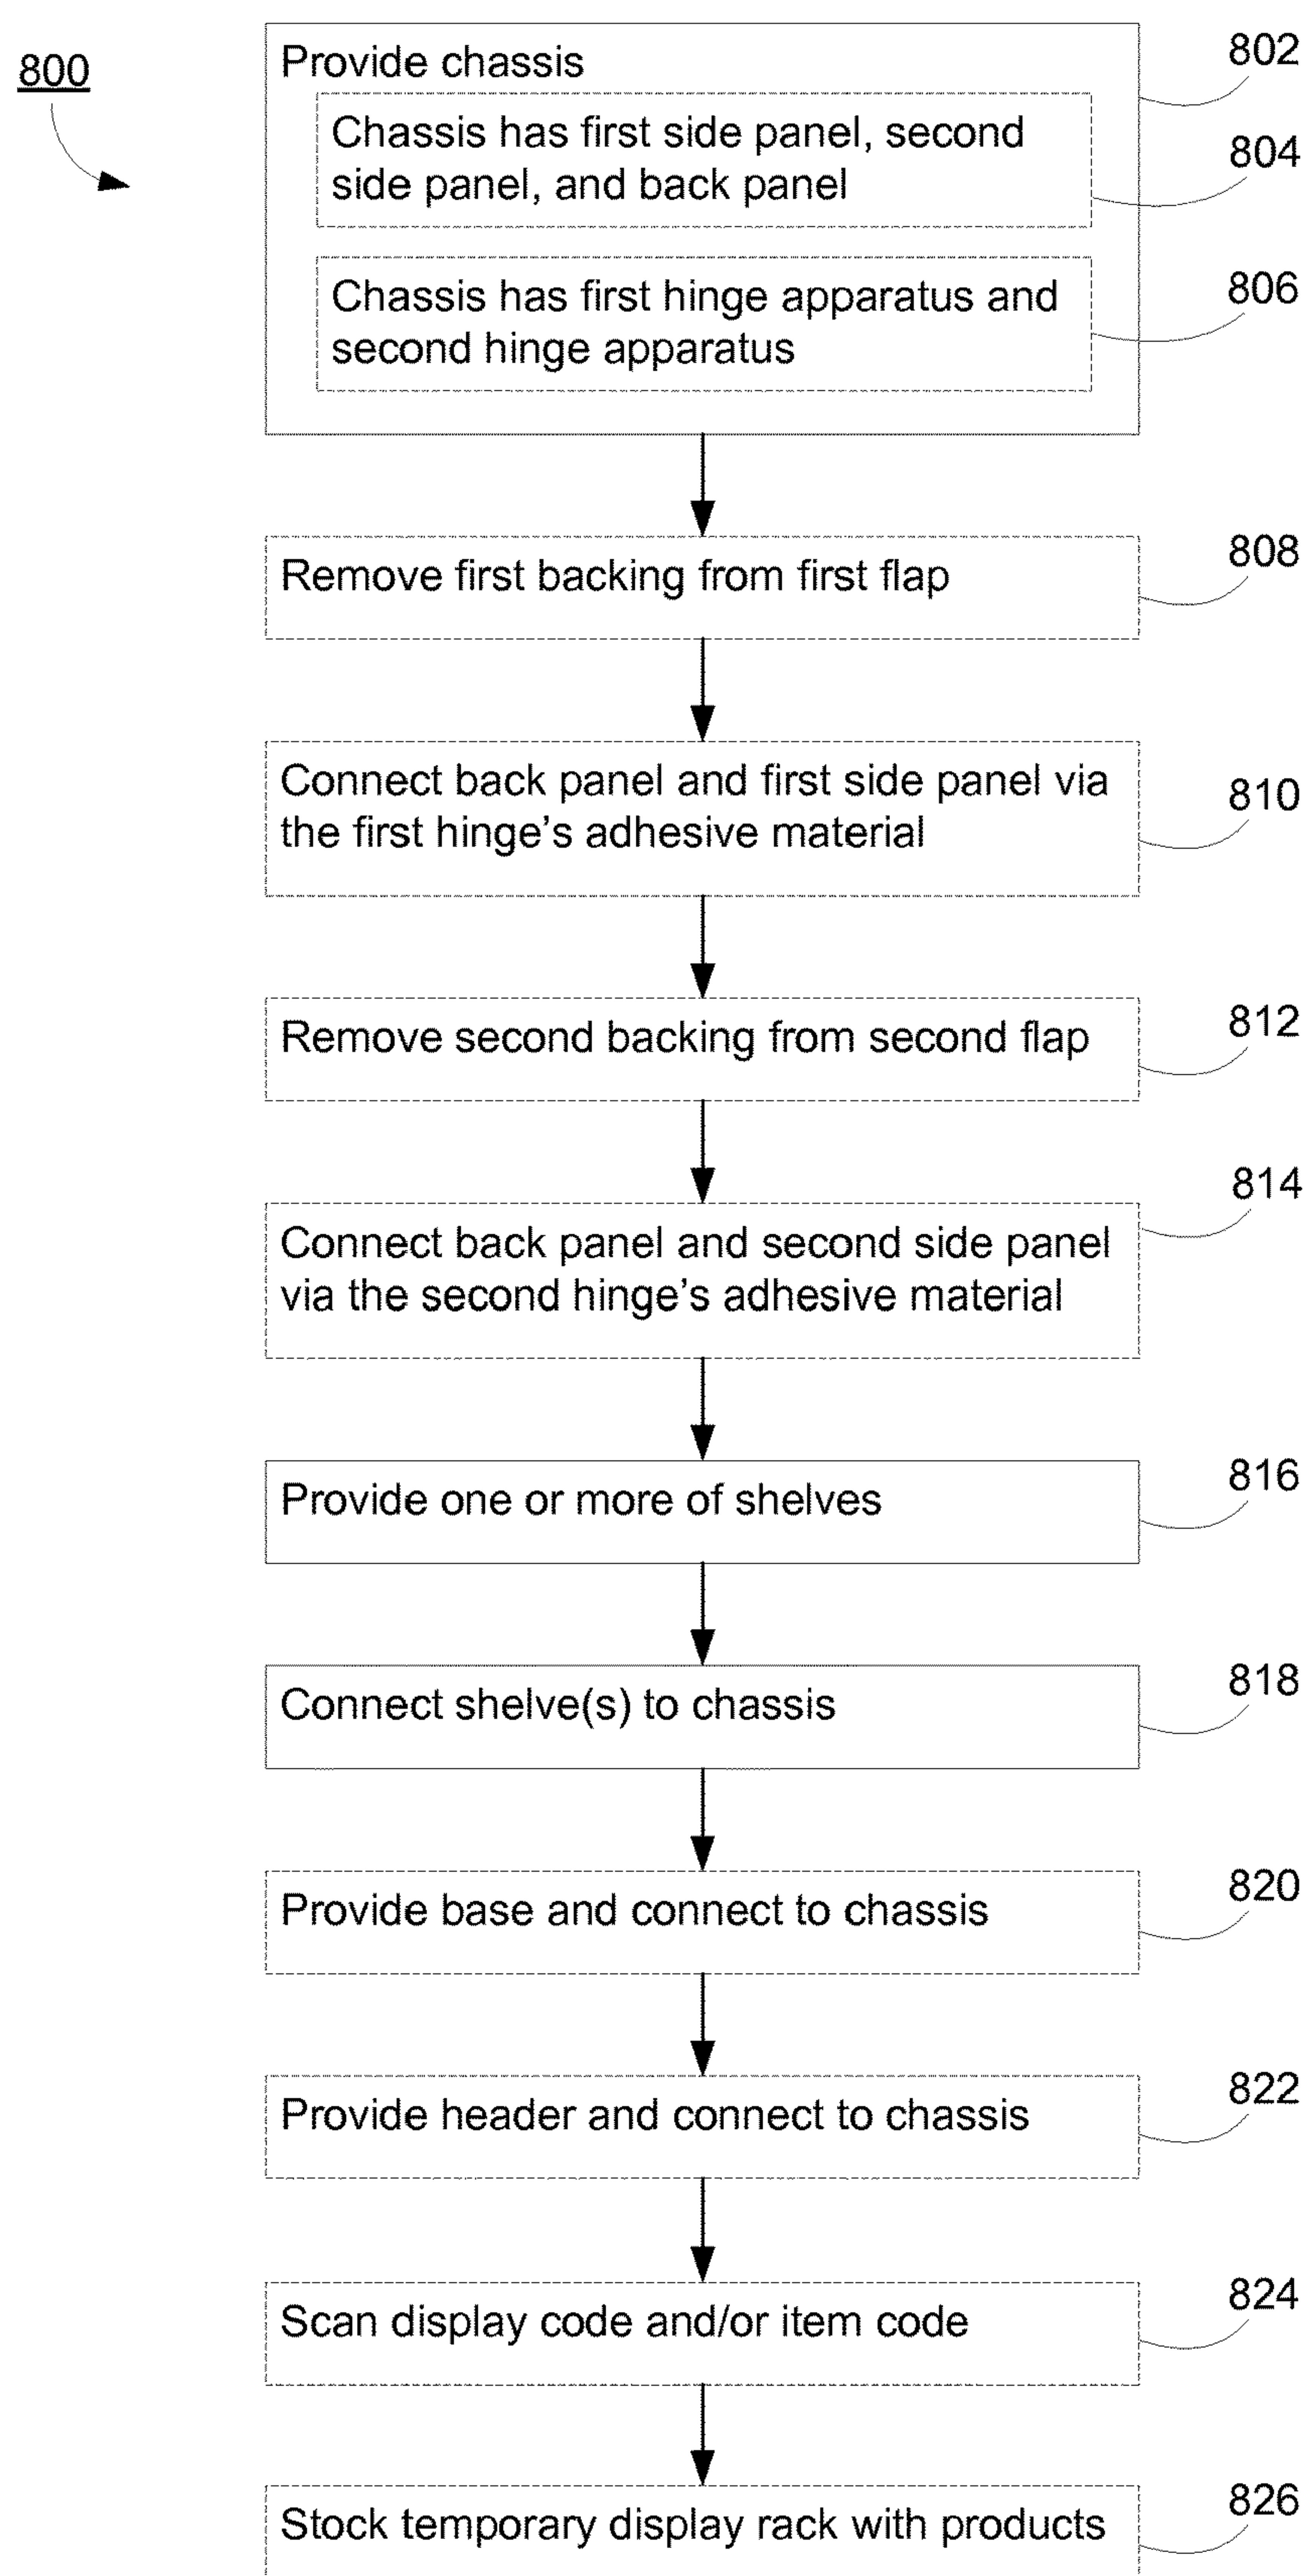 800
802
Provide chassis
804
Chassis has first side panel, second
side panel, and back panel
806
Chassis has first hinge apparatus and
second hinge apparatus
808
Remove first backing from first flap
810
Connect back panel and first side panel via
the first hinge’s adhesive material
812
Remove second backing from second flap
814
Connect back panel and second side panel
via the second hinge’s adhesive material
816
Provide one or more of shelves
818
Connect shelve(s) to chassis
820
Provide base and connect to chassis
822
Provide header and connect to chassis
824
Scan display code and/or item code
826
Stock temporary display rack with products